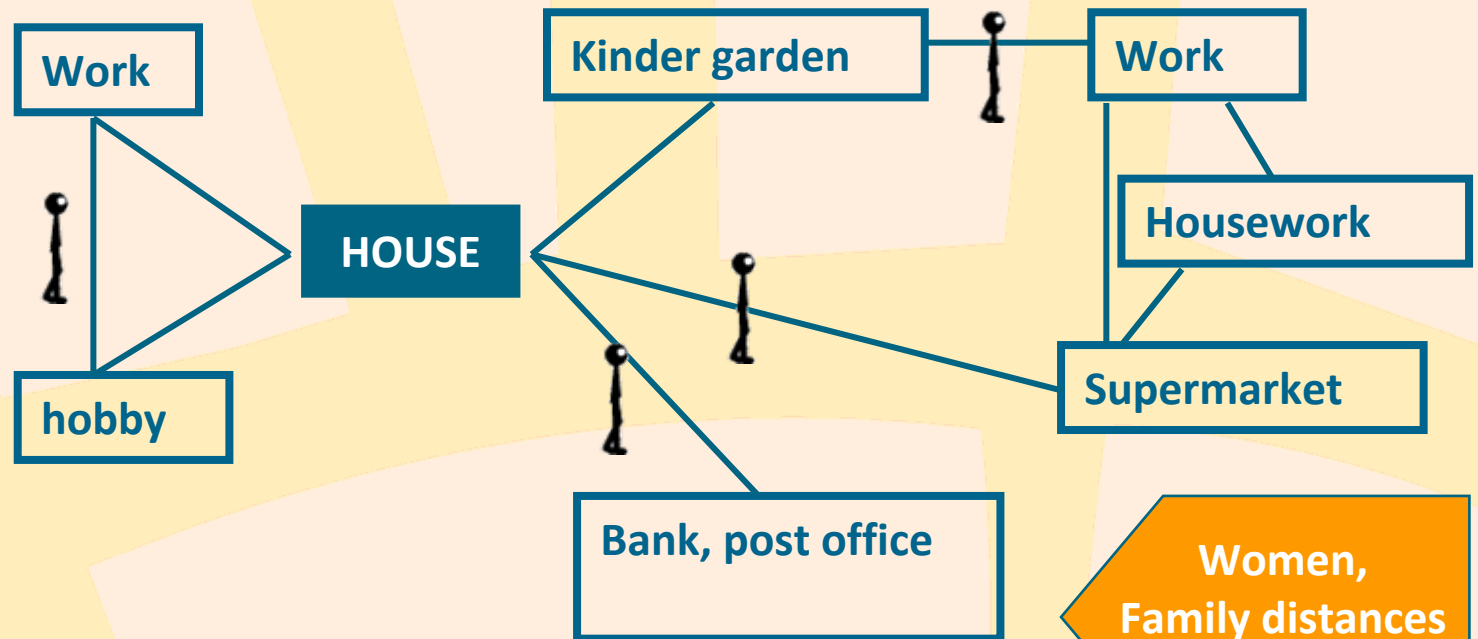 Work
Kinder garden
Work
HOUSE
Housework
hobby
Supermarket
Bank, post office
Women,
Family distances